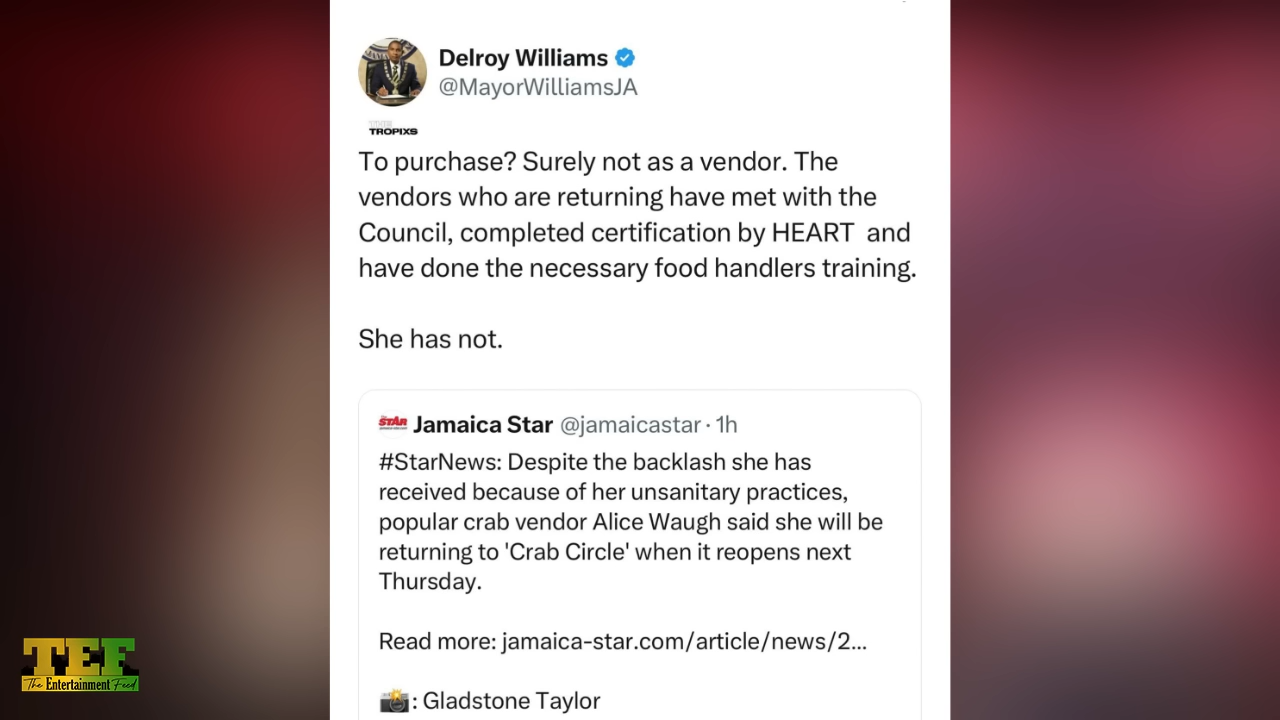 Delroy Williams
@MayorWilliamsJA
THE
TROPIXS
To purchase? Surely not as a vendor. The
vendors who are returning have met with the
Council, completed certification by HEART and
have done the necessary food handlers training.
She has not.
STAR
Jamaica Star @jamaicastar · 1h
#StarNews: Despite the backlash she has
received because of her unsanitary practices,
popular crab vendor Alice Waugh said she will be
returning to 'Crab Circle' when it reopens next
Thursday.
Read more: jamaica-star.com/article/news/2...
📸: Gladstone Taylor
TEF
The Entertainment Feed